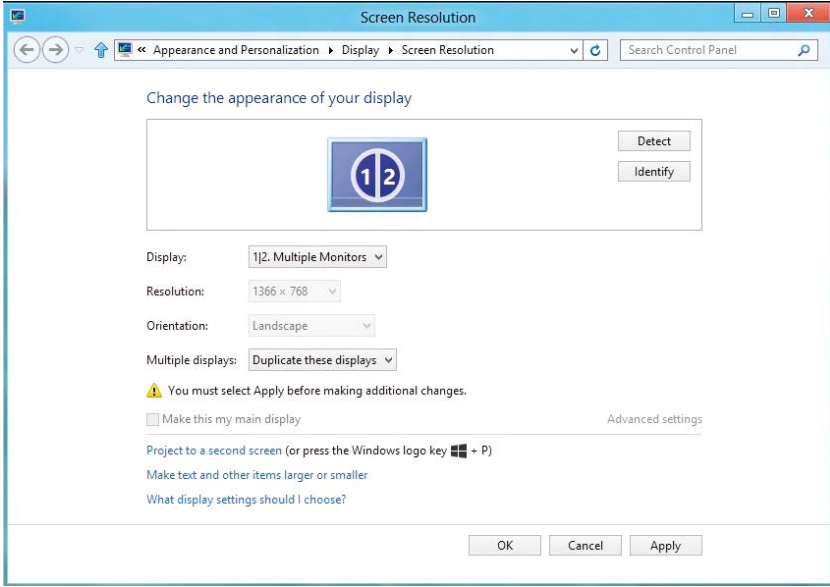 Screen Resolution
« Appearance and Personalization ▸ Display ▸ Screen Resolution
Search Control Panel
Change the appearance of your display
1|2
Detect
Identify
Display: 1|2. Multiple Monitors
Resolution: 1366 × 768
Orientation: Landscape
Multiple displays: Duplicate these displays
You must select Apply before making additional changes.
Make this my main display Advanced settings
Project to a second screen (or press the Windows logo key + P)
Make text and other items larger or smaller
What display settings should I choose?
OK Cancel Apply